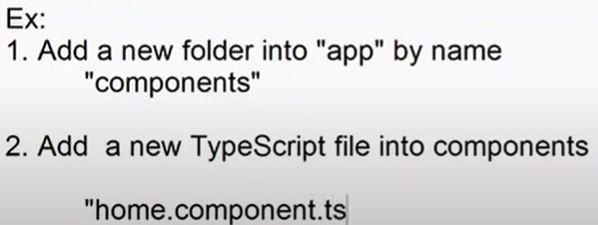 Ex:
1. Add a new folder into "app" by name
"components"
2. Add  a new TypeScript file into components
"home.component.ts